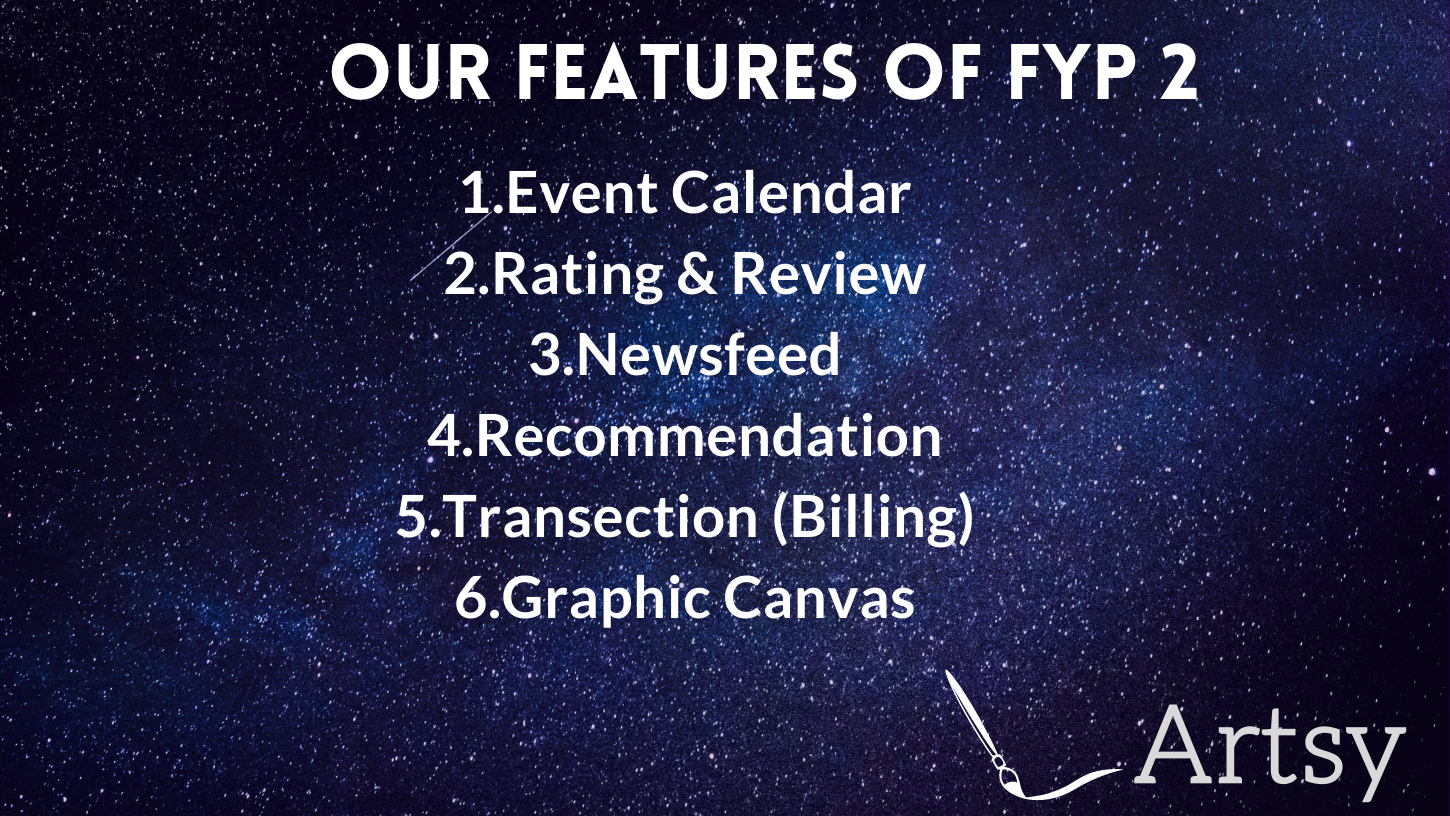 OUR FEATURES OF FYP 2
1.Event Calendar
2.Rating & Review
3.Newsfeed
4.Recommendation
5.Transection (Billing)
6.Graphic Canvas
Artsy